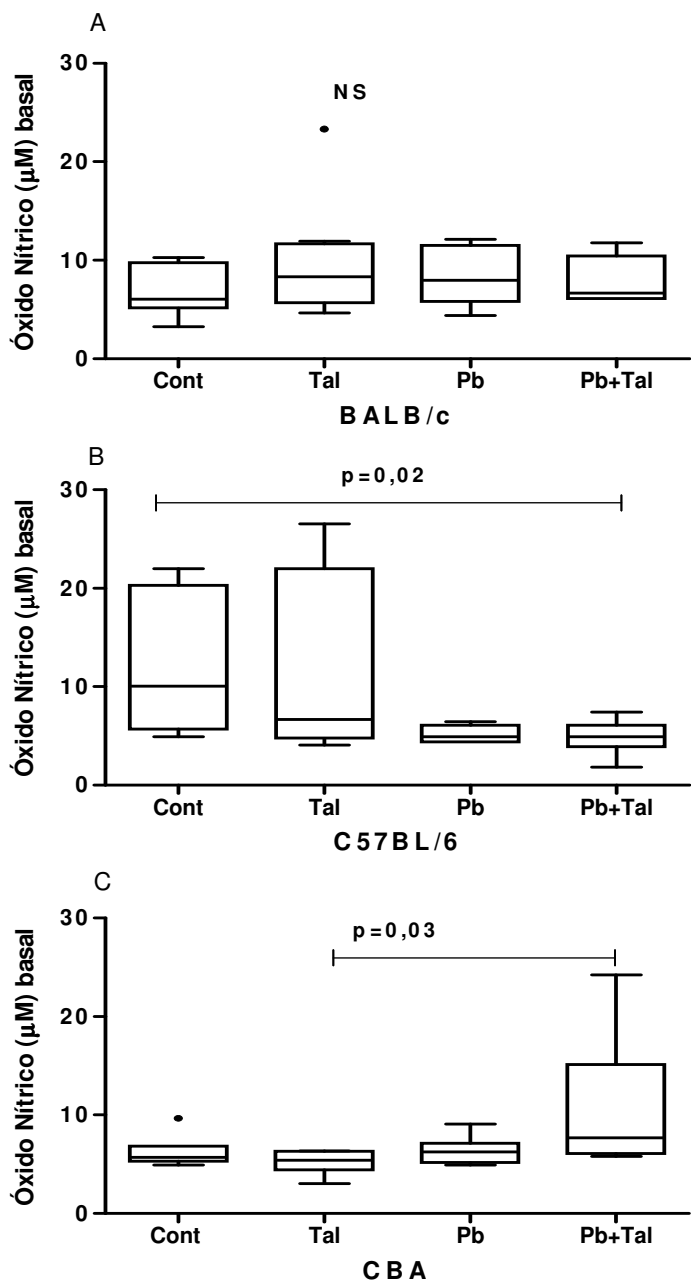 A
Óxido Nítrico (μM) basal
30
20
10
0
NS
Cont Tal Pb Pb+Tal
BALB/c
B
Óxido Nítrico (μM) basal
30
20
10
0
p=0,02
Cont Tal Pb Pb+Tal
C57BL/6
C
Óxido Nítrico (μM) basal
30
20
10
0
p=0,03
Cont Tal Pb Pb+Tal
CBA